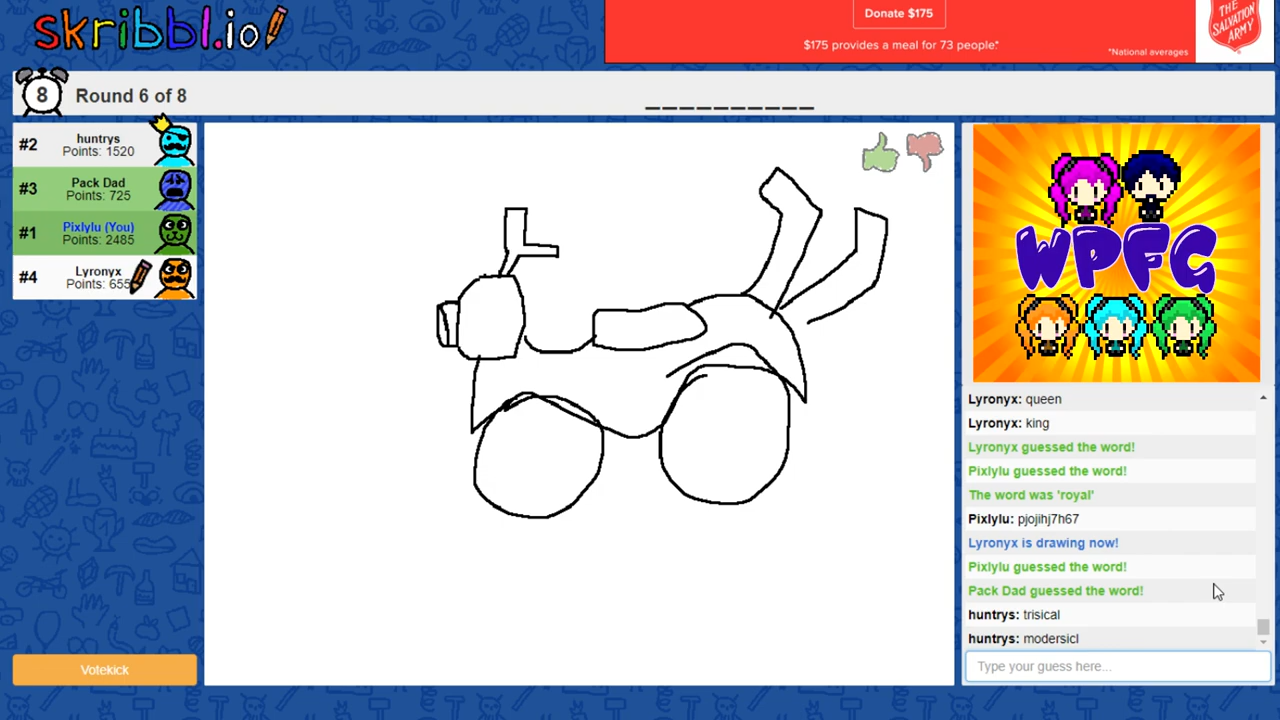 skribbl.io
Donate $175
$175 provides a meal for 73 people.*
*National averages
THE
SALVATION
ARMY
8
Round 6 of 8
__________
#2
huntrys
Points: 1520
#3
Pack Dad
Points: 725
#1
Pixlylu (You)
Points: 2485
#4
Lyronyx
Points: 655
WPFG
Lyronyx: queen
Lyronyx: king
Lyronyx guessed the word!
Pixlylu guessed the word!
The word was 'royal'
Pixlylu: pjojihj7h67
Lyronyx is drawing now!
Pixlylu guessed the word!
Pack Dad guessed the word!
huntrys: trisical
huntrys: modersicl
Votekick
Type your guess here...